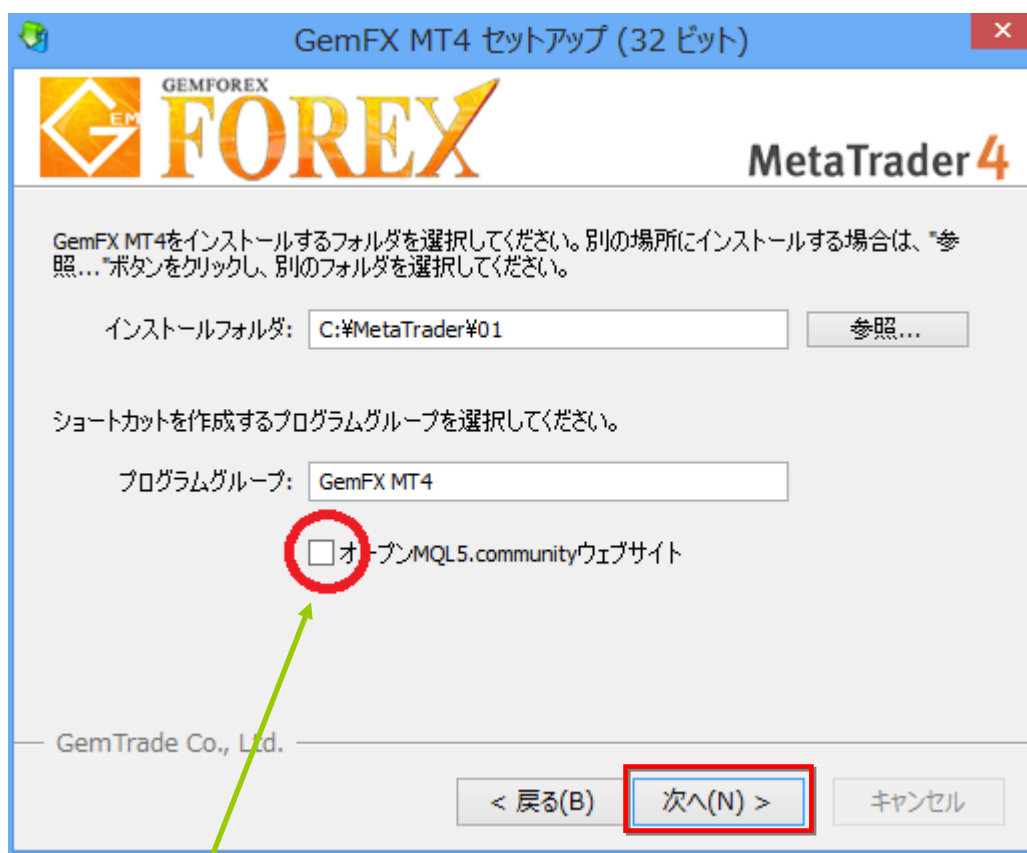 GemFX MT4 セットアップ (32 ビット)
GEMFOREX
GEM
FOREX
MetaTrader 4
GemFX MT4をインストールするフォルダを選択してください。別の場所にインストールする場合は、"参
照..."ボタンをクリックし、別のフォルダを選択してください。
インストールフォルダ: C:¥MetaTrader¥01 参照...
ショートカットを作成するプログラムグループを選択してください。
プログラムグループ: GemFX MT4
オープンMQL5.communityウェブサイト
GemTrade Co., Ltd.
< 戻る(B) 次へ(N) > キャンセル